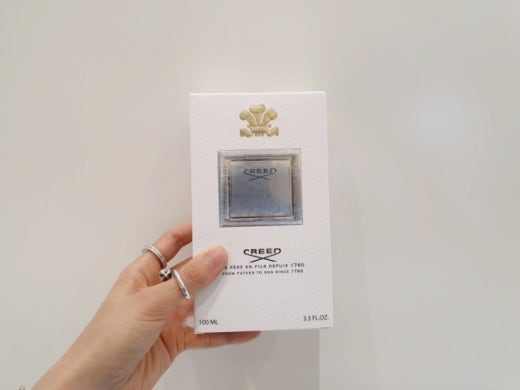 CREED
CREED
DE PÈRE EN FILS DEPUIS 1760
FROM FATHER TO SON SINCE 1760
100 ML
3.3 FL.OZ.